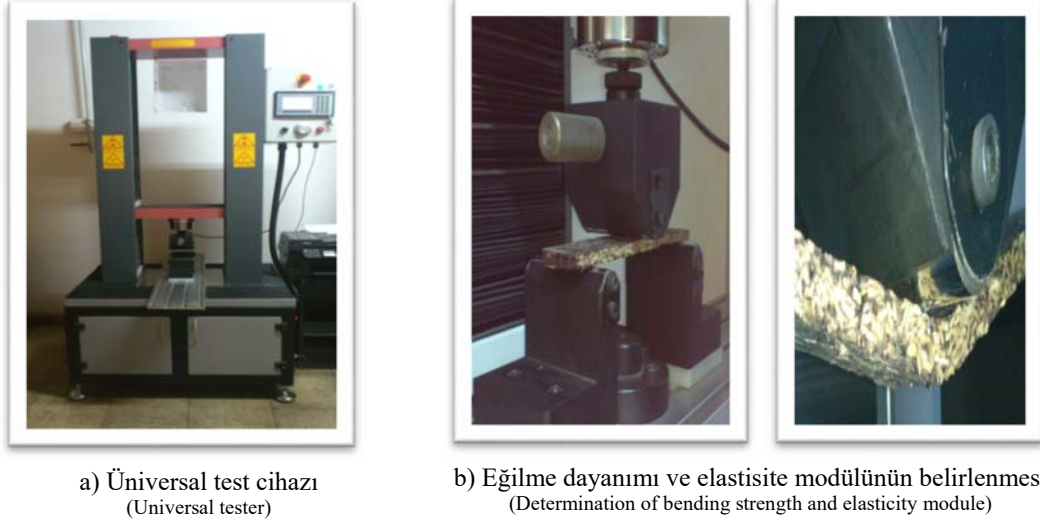 a) Üniversal test cihazı
(Universal tester)
b) Eğilme dayanımı ve elastisite modülünün belirlenmes
(Determination of bending strength and elasticity module)